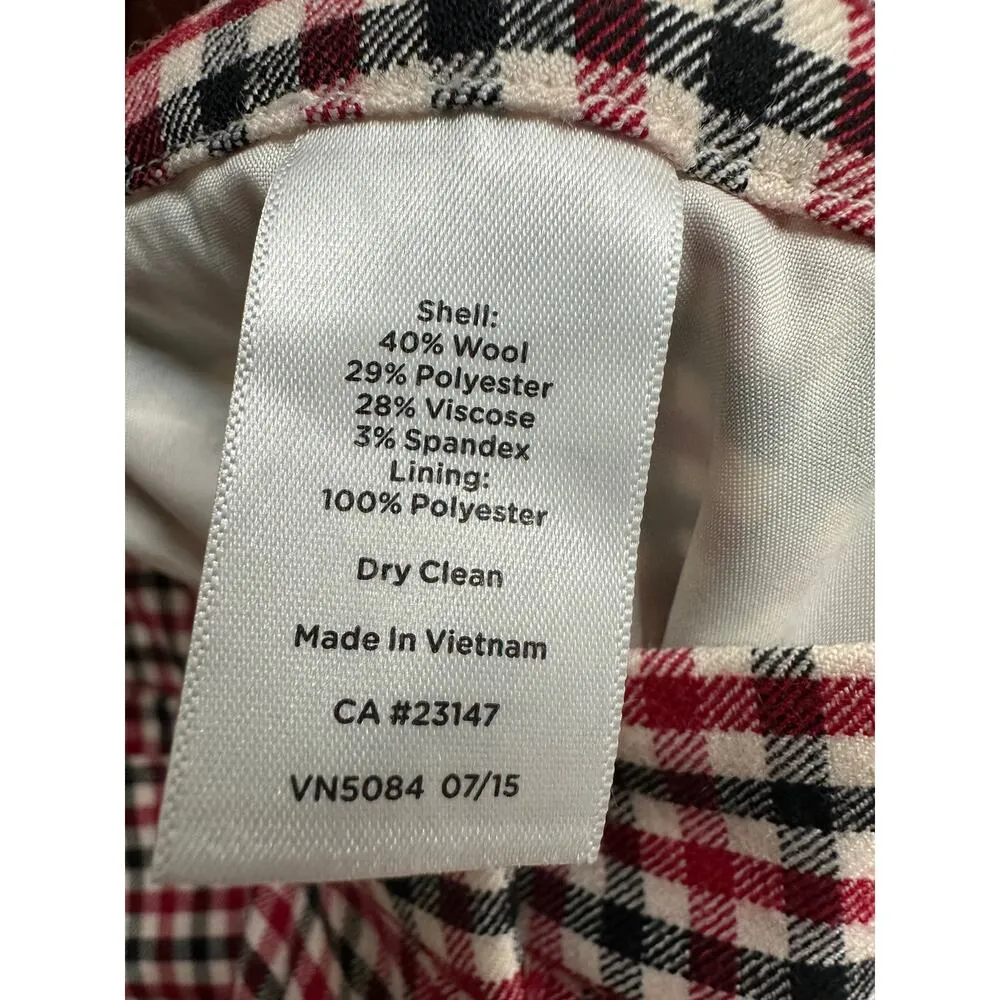 Shell:
40% Wool
29% Polyester
28% Viscose
3% Spandex
Lining:
100% Polyester
Dry Clean
Made In Vietnam
CA #23147
VN5084 07/15